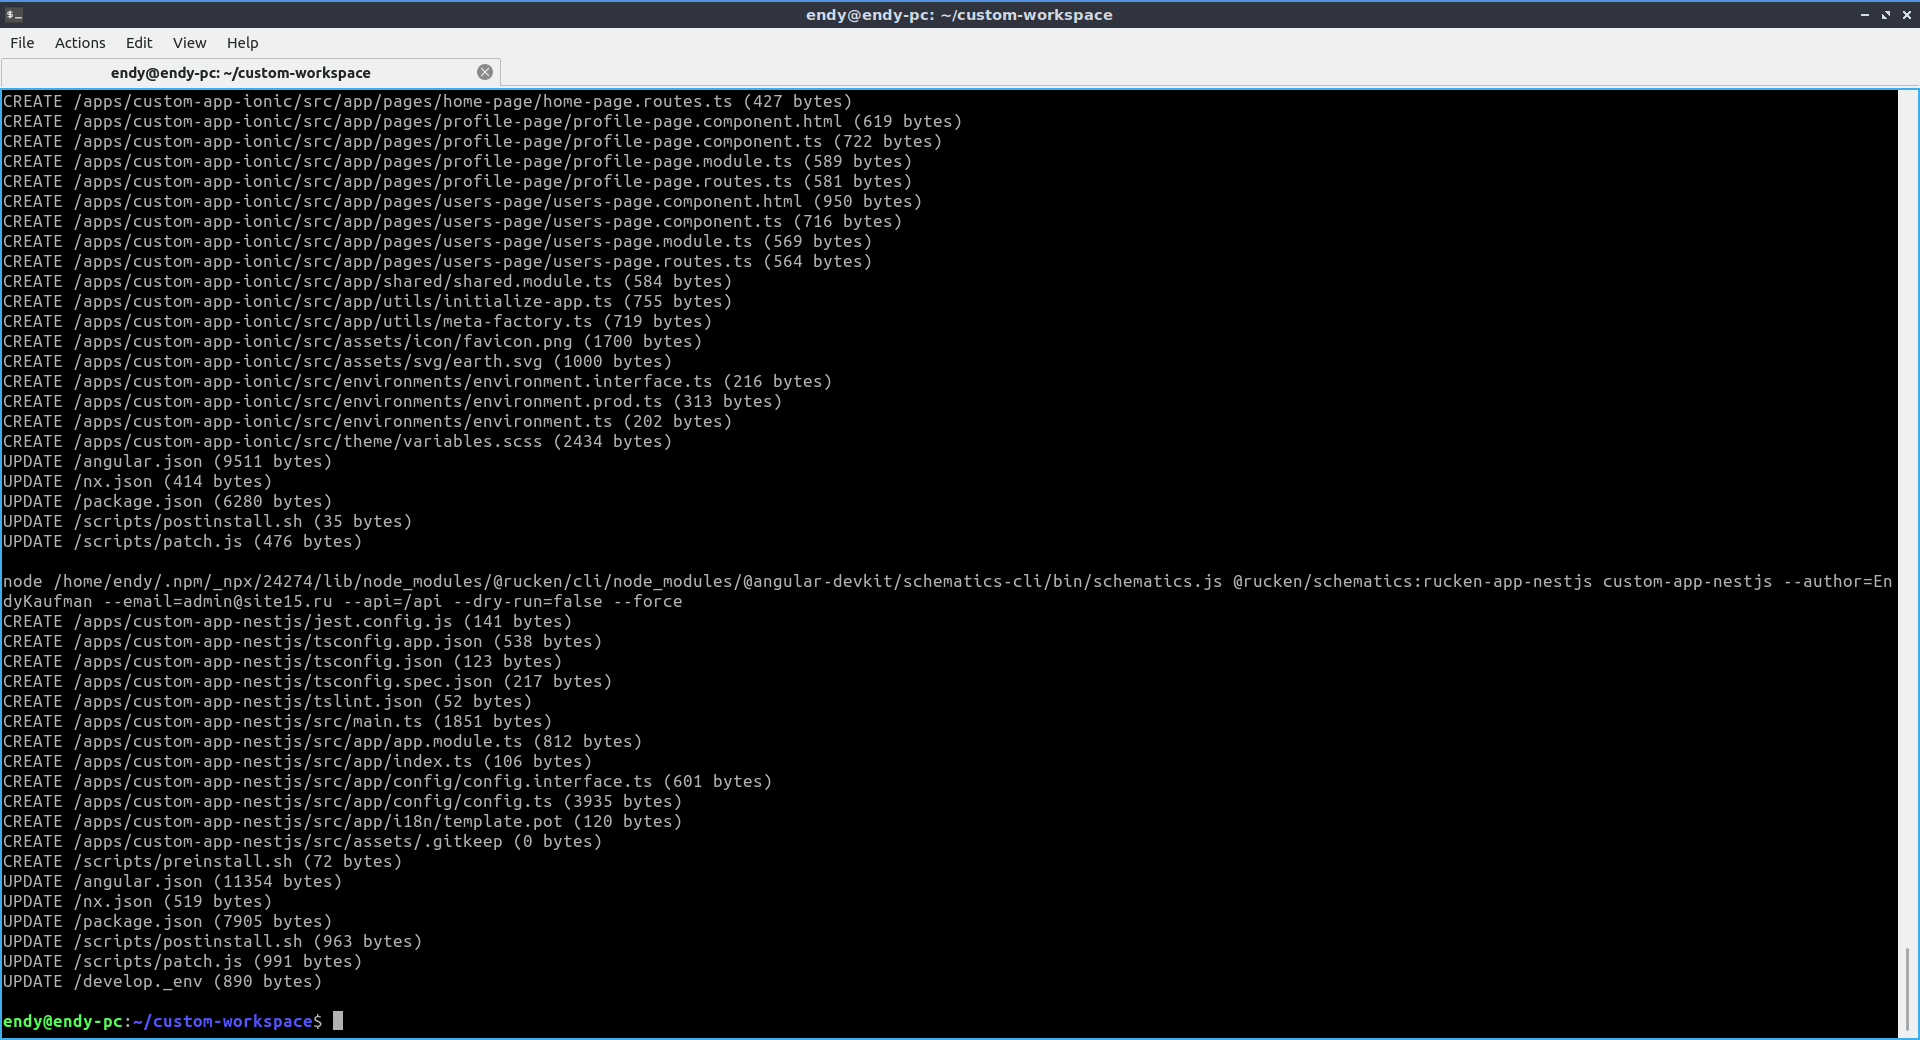 endy@endy-pc: ~/custom-workspace
File Actions Edit View Help
endy@endy-pc: ~/custom-workspace
CREATE /apps/custom-app-ionic/src/app/pages/home-page/home-page.routes.ts (427 bytes)
CREATE /apps/custom-app-ionic/src/app/pages/profile-page/profile-page.component.html (619 bytes)
CREATE /apps/custom-app-ionic/src/app/pages/profile-page/profile-page.component.ts (722 bytes)
CREATE /apps/custom-app-ionic/src/app/pages/profile-page/profile-page.module.ts (589 bytes)
CREATE /apps/custom-app-ionic/src/app/pages/profile-page/profile-page.routes.ts (581 bytes)
CREATE /apps/custom-app-ionic/src/app/pages/users-page/users-page.component.html (950 bytes)
CREATE /apps/custom-app-ionic/src/app/pages/users-page/users-page.component.ts (716 bytes)
CREATE /apps/custom-app-ionic/src/app/pages/users-page/users-page.module.ts (569 bytes)
CREATE /apps/custom-app-ionic/src/app/pages/users-page/users-page.routes.ts (564 bytes)
CREATE /apps/custom-app-ionic/src/app/shared/shared.module.ts (584 bytes)
CREATE /apps/custom-app-ionic/src/app/utils/initialize-app.ts (755 bytes)
CREATE /apps/custom-app-ionic/src/app/utils/meta-factory.ts (719 bytes)
CREATE /apps/custom-app-ionic/src/assets/icon/favicon.png (1700 bytes)
CREATE /apps/custom-app-ionic/src/assets/svg/earth.svg (1000 bytes)
CREATE /apps/custom-app-ionic/src/environments/environment.interface.ts (216 bytes)
CREATE /apps/custom-app-ionic/src/environments/environment.prod.ts (313 bytes)
CREATE /apps/custom-app-ionic/src/environments/environment.ts (202 bytes)
CREATE /apps/custom-app-ionic/src/theme/variables.scss (2434 bytes)
UPDATE /angular.json (9511 bytes)
UPDATE /nx.json (414 bytes)
UPDATE /package.json (6280 bytes)
UPDATE /scripts/postinstall.sh (35 bytes)
UPDATE /scripts/patch.js (476 bytes)
node /home/endy/.npm/_npx/24274/lib/node_modules/@rucken/cli/node_modules/@angular-devkit/schematics-cli/bin/schematics.js @rucken/schematics:rucken-app-nestjs custom-app-nestjs --author=En
dyKaufman --email=admin@site15.ru --api=/api --dry-run=false --force
CREATE /apps/custom-app-nestjs/jest.config.js (141 bytes)
CREATE /apps/custom-app-nestjs/tsconfig.app.json (538 bytes)
CREATE /apps/custom-app-nestjs/tsconfig.json (123 bytes)
CREATE /apps/custom-app-nestjs/tsconfig.spec.json (217 bytes)
CREATE /apps/custom-app-nestjs/tslint.json (52 bytes)
CREATE /apps/custom-app-nestjs/src/main.ts (1851 bytes)
CREATE /apps/custom-app-nestjs/src/app/app.module.ts (812 bytes)
CREATE /apps/custom-app-nestjs/src/app/index.ts (106 bytes)
CREATE /apps/custom-app-nestjs/src/app/config/config.interface.ts (601 bytes)
CREATE /apps/custom-app-nestjs/src/app/config/config.ts (3935 bytes)
CREATE /apps/custom-app-nestjs/src/app/i18n/template.pot (120 bytes)
CREATE /apps/custom-app-nestjs/src/assets/.gitkeep (0 bytes)
CREATE /scripts/preinstall.sh (72 bytes)
UPDATE /angular.json (11354 bytes)
UPDATE /nx.json (519 bytes)
UPDATE /package.json (7905 bytes)
UPDATE /scripts/postinstall.sh (963 bytes)
UPDATE /scripts/patch.js (991 bytes)
UPDATE /develop._env (890 bytes)
endy@endy-pc:~/custom-workspace$